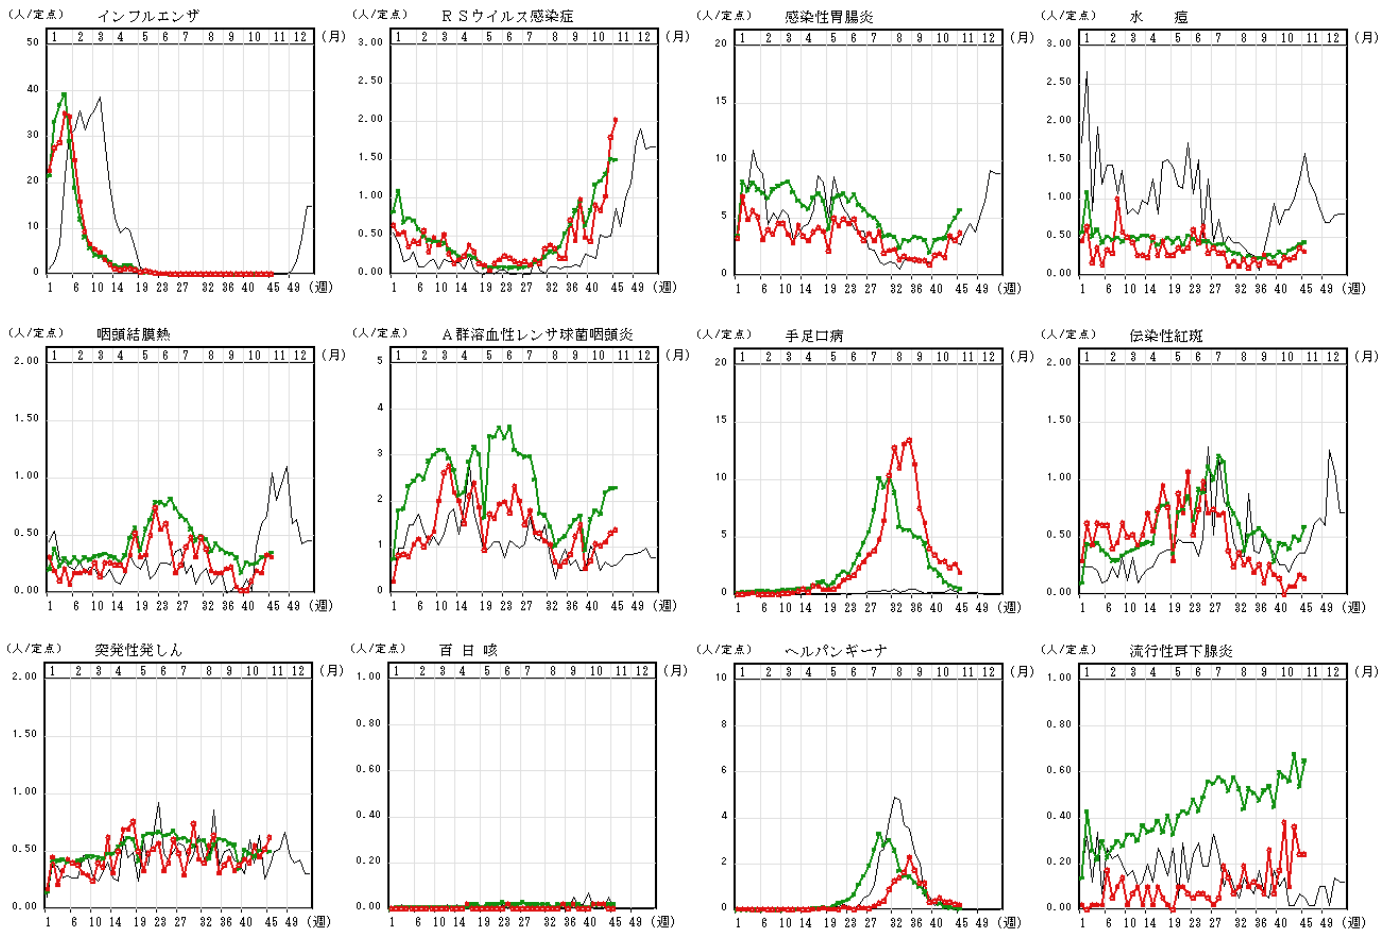 (人/定点) インフルエンザ
1 2 3 4 5 6 7 8 9 10 11 12 (月)
50
40
30
20
10
0
1 6 10 14 19 23 27 32 36 40 45 49 (週)
(人/定点) ＲＳウイルス感染症
1 2 3 4 5 6 7 8 9 10 11 12 (月)
3.00
2.50
2.00
1.50
1.00
0.50
0.00
1 6 10 14 19 23 27 32 36 40 45 49 (週)
(人/定点) 感染性胃腸炎
1 2 3 4 5 6 7 8 9 10 11 12 (月)
20
15
10
5
0
1 6 10 14 19 23 27 32 36 40 45 49 (週)
(人/定点) 水 痘
1 2 3 4 5 6 7 8 9 10 11 12 (月)
3.00
2.50
2.00
1.50
1.00
0.50
0.00
1 6 10 14 19 23 27 32 36 40 45 49 (週)
(人/定点) 咽頭結膜熱
1 2 3 4 5 6 7 8 9 10 11 12 (月)
2.00
1.50
1.00
0.50
0.00
1 6 10 14 19 23 27 32 36 40 45 49 (週)
(人/定点) Ａ群溶血性レンサ球菌咽頭炎
1 2 3 4 5 6 7 8 9 10 11 12 (月)
5
4
3
2
1
0
1 6 10 14 19 23 27 32 36 40 45 49 (週)
(人/定点) 手足口病
1 2 3 4 5 6 7 8 9 10 11 12 (月)
20
15
10
5
0
1 6 10 14 19 23 27 32 36 40 45 49 (週)
(人/定点) 伝染性紅斑
1 2 3 4 5 6 7 8 9 10 11 12 (月)
2.00
1.50
1.00
0.50
0.00
1 6 10 14 19 23 27 32 36 40 45 49 (週)
(人/定点) 突発性発しん
1 2 3 4 5 6 7 8 9 10 11 12 (月)
2.00
1.50
1.00
0.50
0.00
1 6 10 14 19 23 27 32 36 40 45 49 (週)
(人/定点) 百 日 咳
1 2 3 4 5 6 7 8 9 10 11 12 (月)
1.00
0.80
0.60
0.40
0.20
0.00
1 6 10 14 19 23 27 32 36 40 45 49 (週)
(人/定点) ヘルパンギーナ
1 2 3 4 5 6 7 8 9 10 11 12 (月)
10
8
6
4
2
0
1 6 10 14 19 23 27 32 36 40 45 49 (週)
(人/定点) 流行性耳下腺炎
1 2 3 4 5 6 7 8 9 10 11 12 (月)
1.00
0.80
0.60
0.40
0.20
0.00
1 6 10 14 19 23 27 32 36 40 45 49 (週)